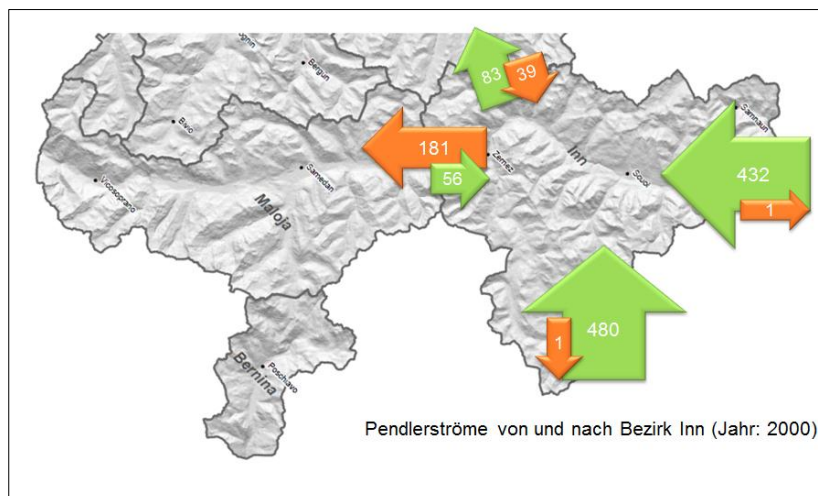 Bergün
83
39
Bivio
Samnaun
181
Zernez
Inn
432
56
Samedan
Scuol
Vicosoprano
Maloja
1
480
1
Bernina
Poschiavo
Pendlerströme von und nach Bezirk Inn (Jahr: 2000)